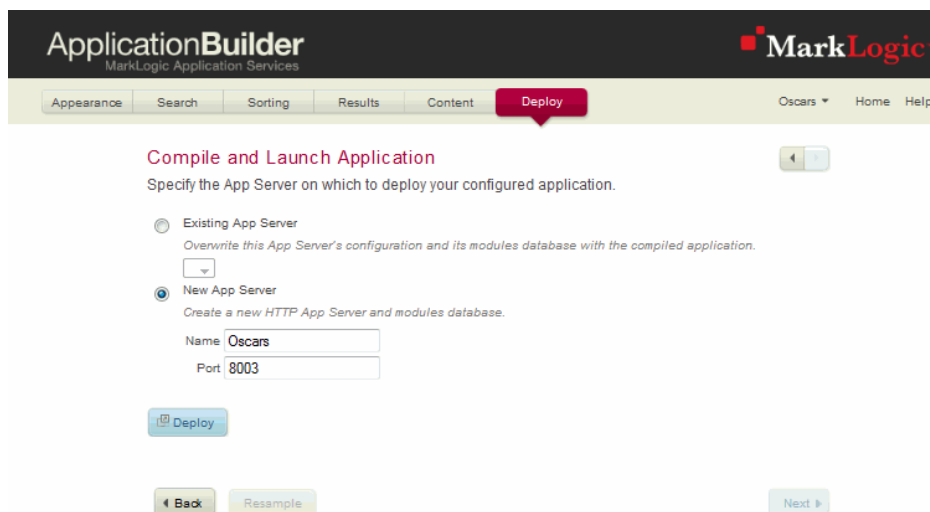 ApplicationBuilder
MarkLogic Application Services
MarkLogic
Appearance Search Sorting Results Content Deploy Oscars Home Help
Compile and Launch Application
Specify the App Server on which to deploy your configured application.
Existing App Server
Overwrite this App Server's configuration and its modules database with the compiled application.
New App Server
Create a new HTTP App Server and modules database.
Name Oscars
Port 8003
Deploy
Back Resample Next